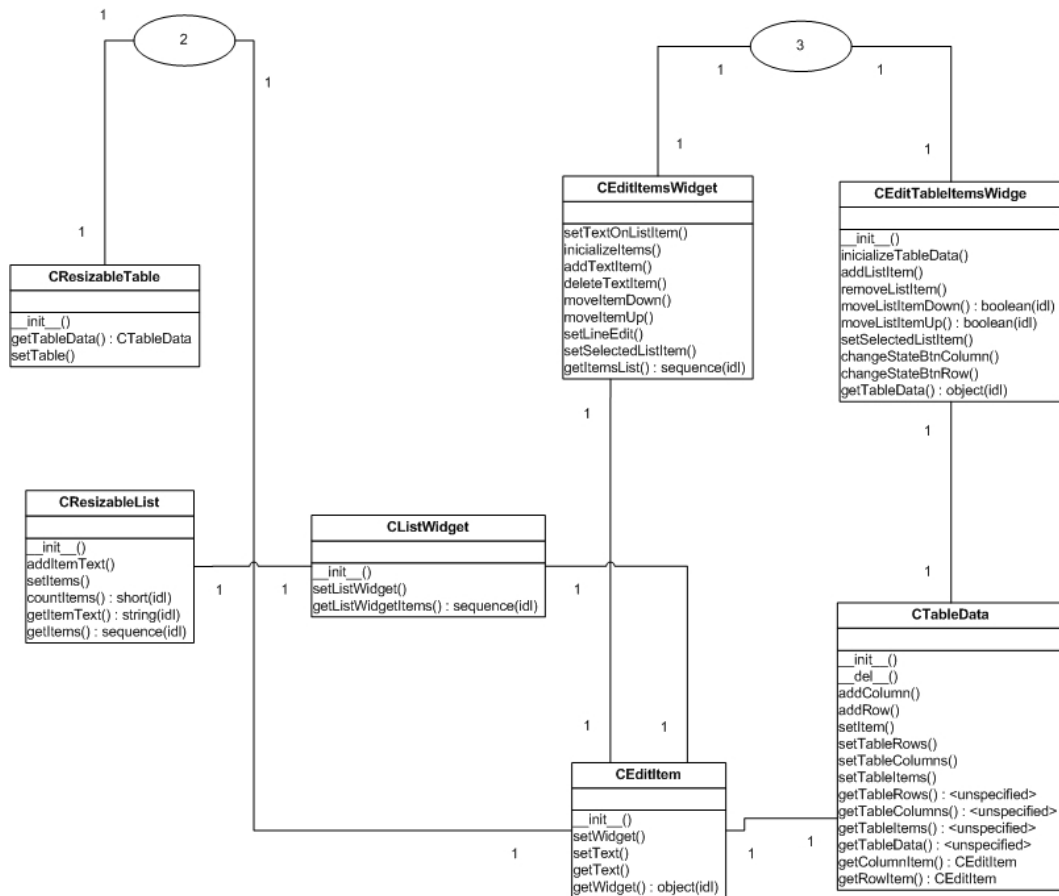 1
2
1
3
1
1
1
1
CEditItemsWidget
setTextOnListItem()
inicializeItems()
addTextItem()
deleteTextItem()
moveItemDown()
moveItemUp()
setLineEdit()
setSelectedListItem()
getItemsList() : sequence(idl)
CEditTableItemsWidge
__init__()
inicializeTableData()
addListItem()
removeListItem()
moveListItemDown() : boolean(idl)
moveListItemUp() : boolean(idl)
setSelectedListItem()
changeStateBtnColumn()
changeStateBtnRow()
getTableData() : object(idl)
1
CResizableTable
__init__()
getTableData() : CTableData
setTable()
1
1
CResizableList
__init__()
addItemText()
setItems()
countItems() : short(idl)
getItemText() : string(idl)
getItems() : sequence(idl)
1
1
CListWidget
__init__()
setListWidget()
getListWidgetItems() : sequence(idl)
1
1
CTableData
__init__()
__del__()
addColumn()
addRow()
setItem()
setTableRows()
setTableColumns()
setTableItems()
getTableRows() : <unspecified>
getTableColumns() : <unspecified>
getTableItems() : <unspecified>
getTableData() : <unspecified>
getColumnItem() : CEditItem
getRowItem() : CEditItem
1
1
CEditItem
__init__()
setWidget()
setText()
getText()
getWidget() : object(idl)
1
1
1